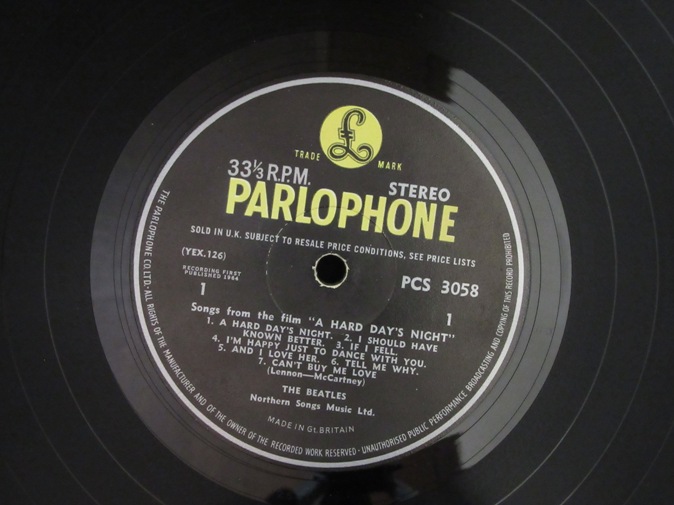 £
TRADE MARK
33⅓ R.P.M. STEREO
PARLOPHONE
SOLD IN U.K. SUBJECT TO RESALE PRICE CONDITIONS, SEE PRICE LISTS
(YEX.126)
RECORDING FIRST
PUBLISHED 1964
PCS 3058
1 1
Songs from the film "A HARD DAY'S NIGHT"
1. A HARD DAY'S NIGHT. 2. I SHOULD HAVE
KNOWN BETTER. 3. IF I FELL.
4. I'M HAPPY JUST TO DANCE WITH YOU.
5. AND I LOVE HER. 6. TELL ME WHY.
7. CAN'T BUY ME LOVE
(Lennon—McCartney)
THE BEATLES
Northern Songs Music Ltd.
MADE IN Gt. BRITAIN
THE PARLOPHONE CO. LTD. · ALL RIGHTS OF THE MANUFACTURER AND OF THE OWNER OF THE RECORDED WORK RESERVED · UNAUTHORISED PUBLIC PERFORMANCE BROADCASTING AND COPYING OF THIS RECORD PROHIBITED